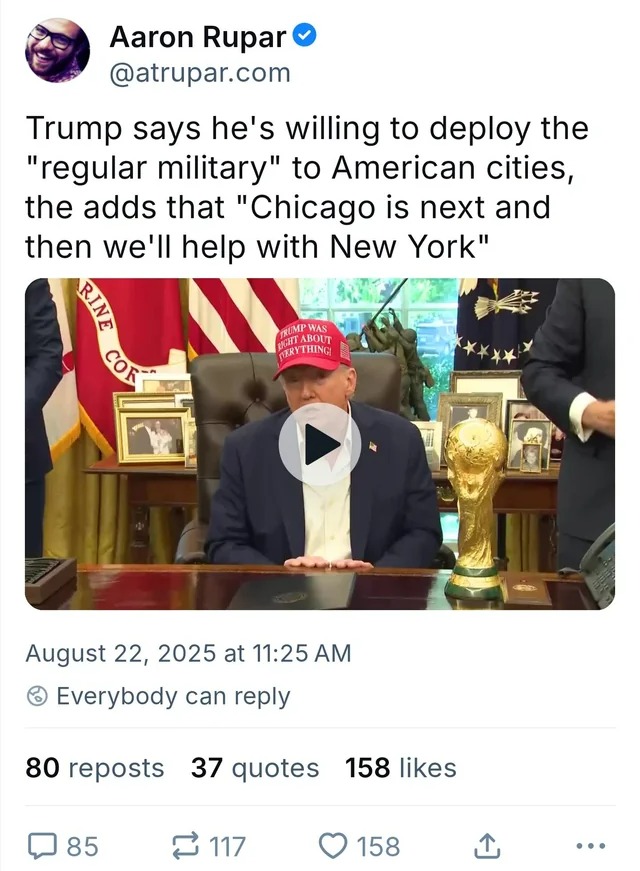 Aaron Rupar
@atrupar.com
Trump says he's willing to deploy the
"regular military" to American cities,
the adds that "Chicago is next and
then we'll help with New York"
RINE COR
TRUMP WAS
RIGHT ABOUT
EVERYTHING!
August 22, 2025 at 11:25 AM
Everybody can reply
80 reposts 37 quotes 158 likes
85 117 158